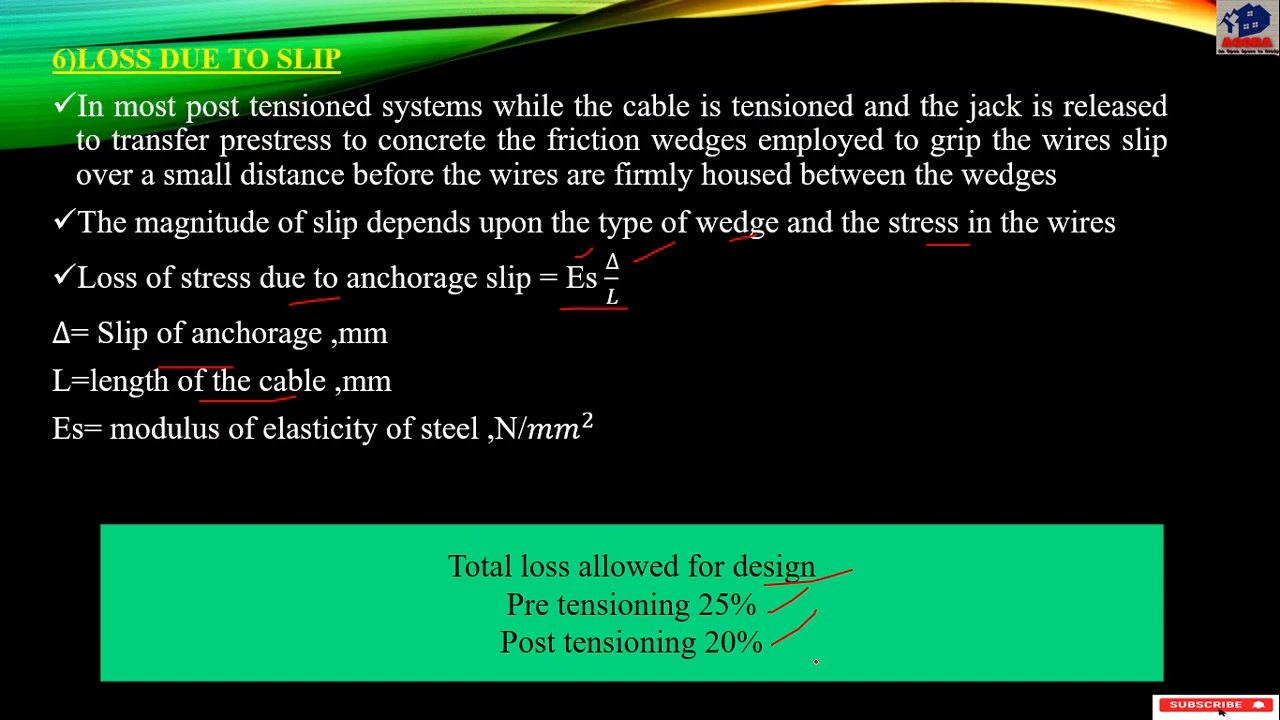 6)LOSS DUE TO SLIP
✓In most post tensioned systems while the cable is tensioned and the jack is released
to transfer prestress to concrete the friction wedges employed to grip the wires slip
over a small distance before the wires are firmly housed between the wedges
✓The magnitude of slip depends upon the type of wedge and the stress in the wires
✓Loss of stress due to anchorage slip = Es Δ/L
Δ= Slip of anchorage ,mm
L=length of the cable ,mm
Es= modulus of elasticity of steel ,N/mm²
Total loss allowed for design
Pre tensioning 25%
Post tensioning 20%
SUBSCRIBE